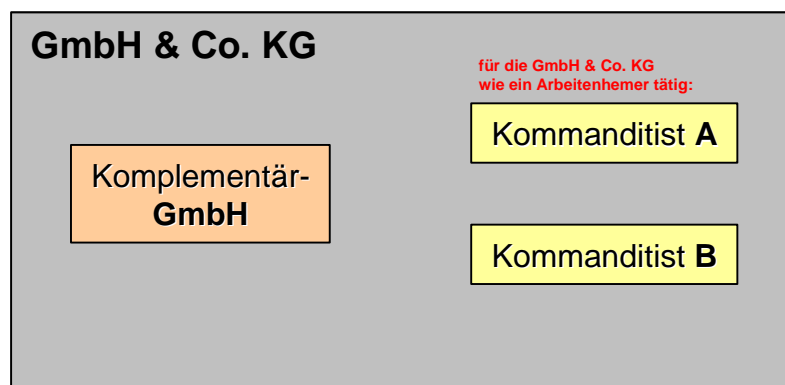 GmbH & Co. KG
für die GmbH & Co. KG
wie ein Arbeitenhemer tätig:
Kommanditist A
Komplementär-
GmbH
Kommanditist B